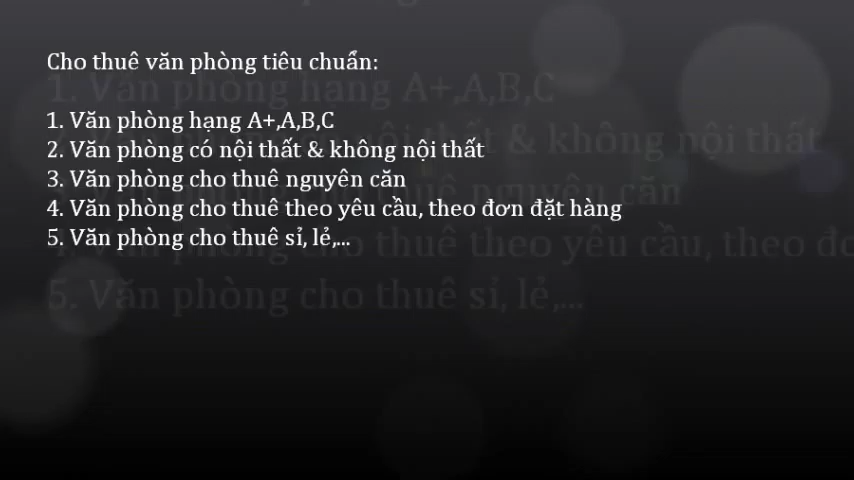 Cho thuê văn phòng tiêu chuẩn:
1. Văn phòng hạng A+,A,B,C
2. Văn phòng có nội thất & không nội thất
3. Văn phòng cho thuê nguyên căn
4. Văn phòng cho thuê theo yêu cầu, theo đơn đặt hàng
5. Văn phòng cho thuê sỉ, lẻ,...